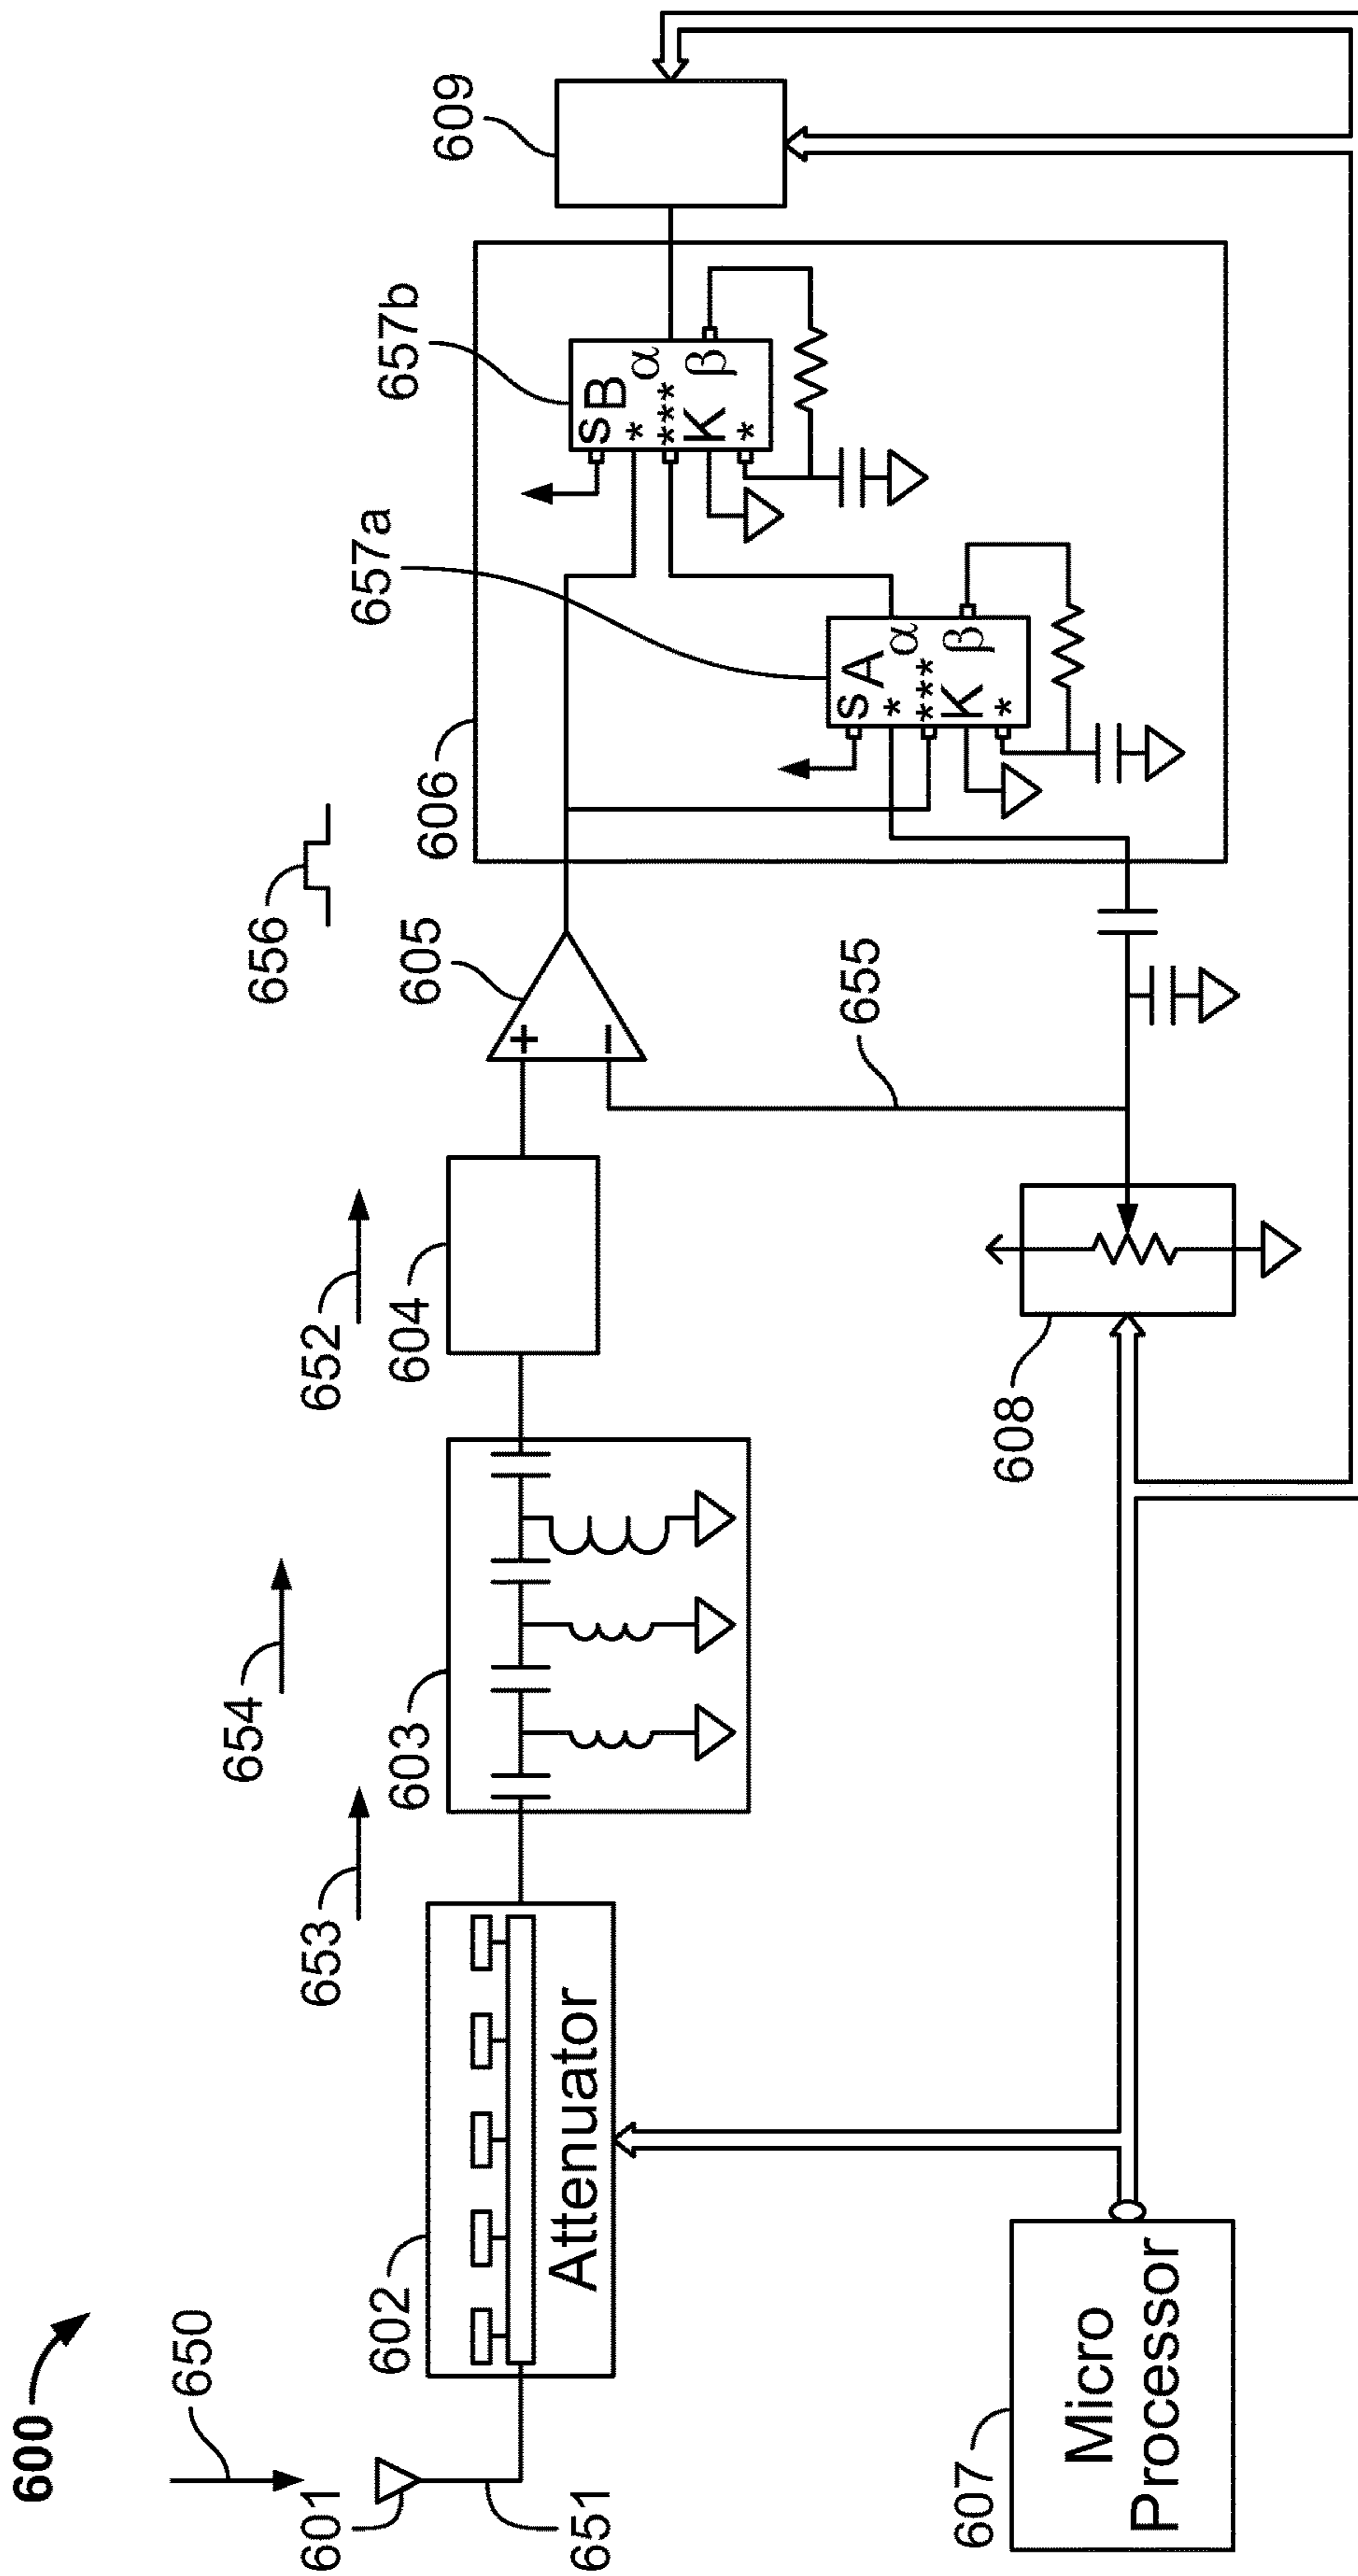 600
650
601
651
602
Attenuator
653
654
603
652
604
656
605
655
606
657a
657b
609
s A
*
α
***
K
β
*
s B
*
α
***
K
β
*
+
−
608
607
Micro
Processor